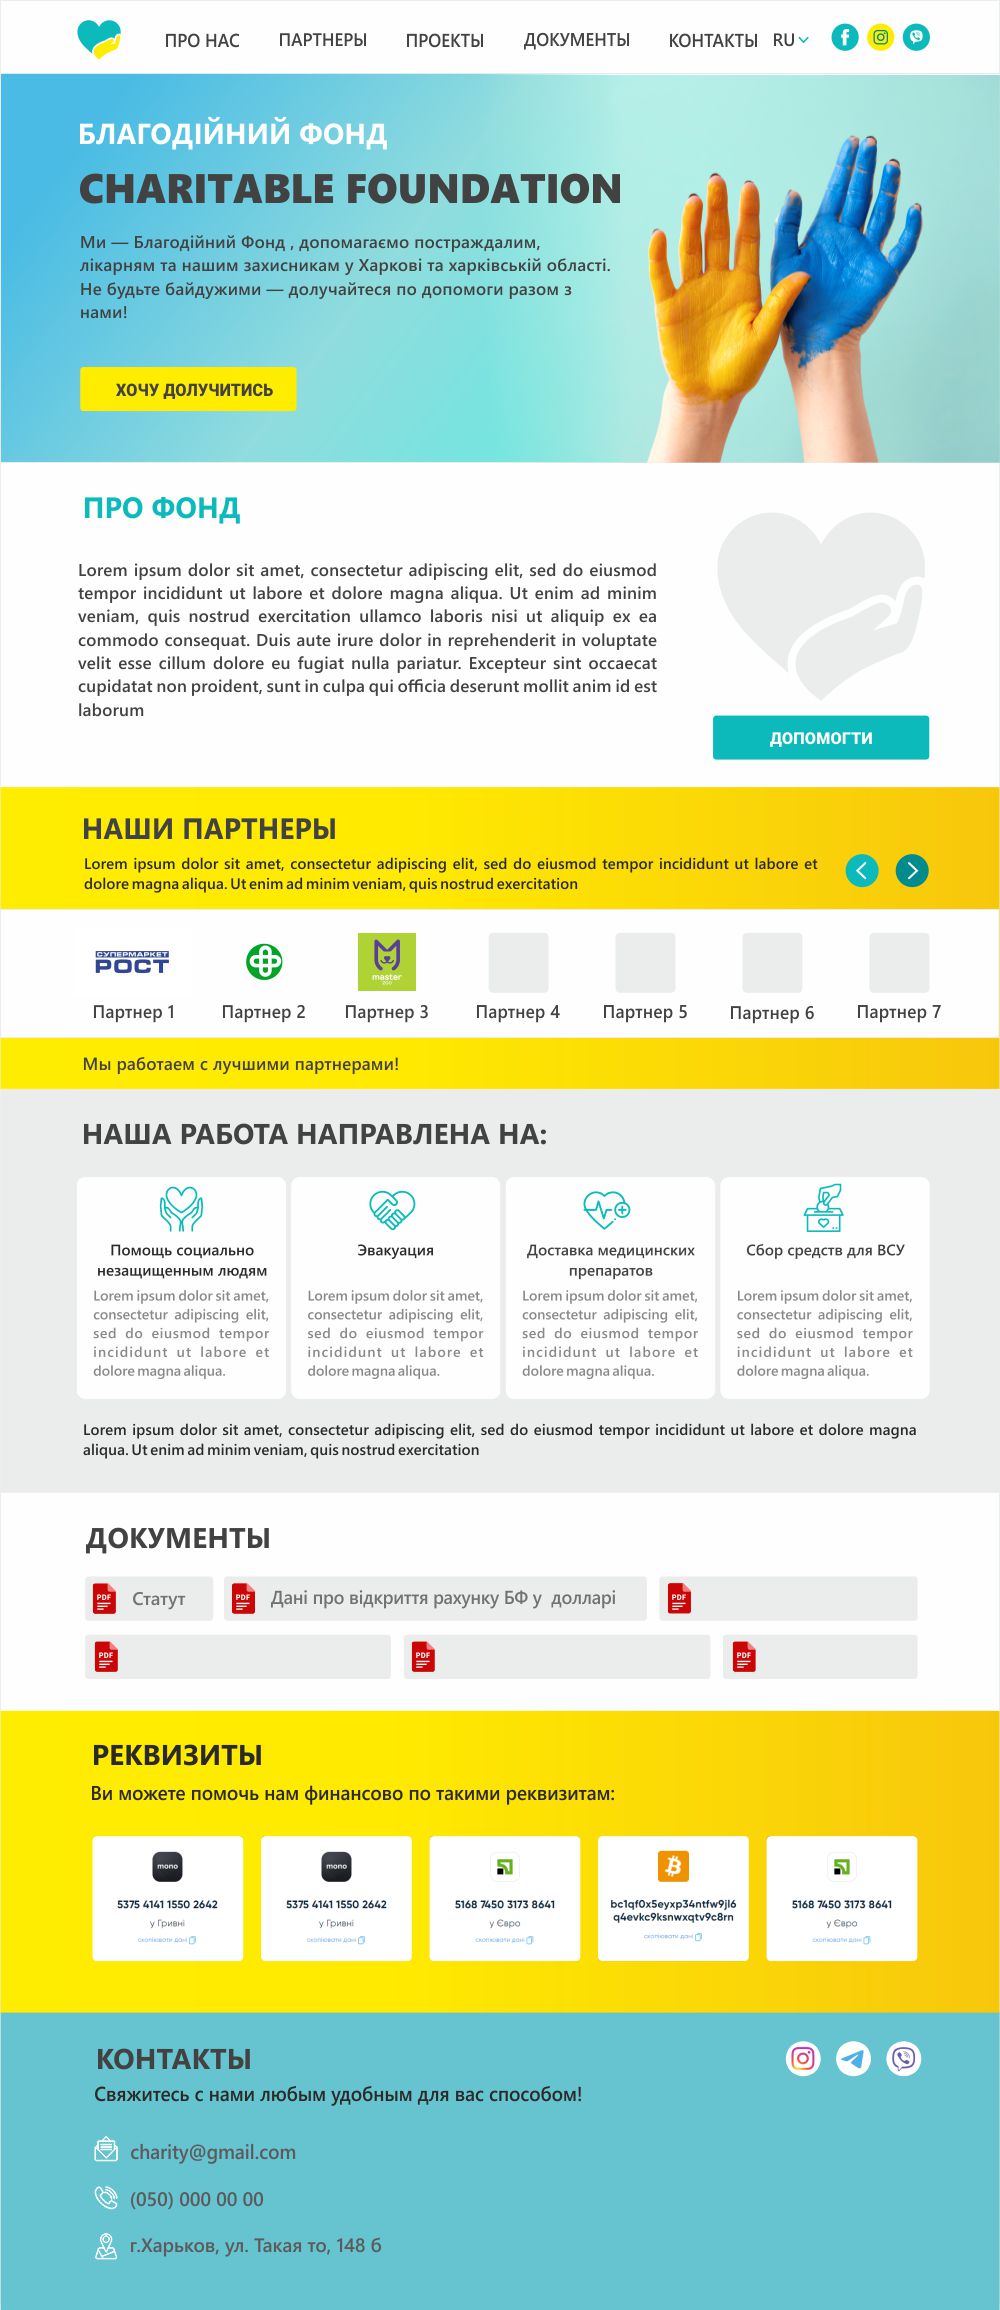 ПРО НАС ПАРТНЕРЫ ПРОЕКТЫ ДОКУМЕНТЫ КОНТАКТЫ RU
БЛАГОДІЙНИЙ ФОНД
CHARITABLE FOUNDATION
Ми — Благодійний Фонд , допомагаємо постраждалим,
лікарням та нашим захисникам у Харкові та харківській області.
Не будьте байдужими — долучайтеся по допомоги разом з
нами!
ХОЧУ ДОЛУЧИТИСЬ
ПРО ФОНД
Lorem ipsum dolor sit amet, consectetur adipiscing elit, sed do eiusmod
tempor incididunt ut labore et dolore magna aliqua. Ut enim ad minim
veniam, quis nostrud exercitation ullamco laboris nisi ut aliquip ex ea
commodo consequat. Duis aute irure dolor in reprehenderit in voluptate
velit esse cillum dolore eu fugiat nulla pariatur. Excepteur sint occaecat
cupidatat non proident, sunt in culpa qui officia deserunt mollit anim id est
laborum
ДОПОМОГТИ
НАШИ ПАРТНЕРЫ
Lorem ipsum dolor sit amet, consectetur adipiscing elit, sed do eiusmod tempor incididunt ut labore et
dolore magna aliqua. Ut enim ad minim veniam, quis nostrud exercitation
СУПЕРМАРКЕТ
РОСТ
master
zoo
Партнер 1 Партнер 2 Партнер 3 Партнер 4 Партнер 5 Партнер 6 Партнер 7
Мы работаем с лучшими партнерами!
НАША РАБОТА НАПРАВЛЕНА НА:
Помощь социально
незащищенным людям
Lorem ipsum dolor sit amet,
consectetur adipiscing elit,
sed do eiusmod tempor
incididunt ut labore et
dolore magna aliqua.
Эвакуация
Lorem ipsum dolor sit amet,
consectetur adipiscing elit,
sed do eiusmod tempor
incididunt ut labore et
dolore magna aliqua.
Доставка медицинских
препаратов
Lorem ipsum dolor sit amet,
consectetur adipiscing elit,
sed do eiusmod tempor
incididunt ut labore et
dolore magna aliqua.
Сбор средств для ВСУ
Lorem ipsum dolor sit amet,
consectetur adipiscing elit,
sed do eiusmod tempor
incididunt ut labore et
dolore magna aliqua.
Lorem ipsum dolor sit amet, consectetur adipiscing elit, sed do eiusmod tempor incididunt ut labore et dolore magna
aliqua. Ut enim ad minim veniam, quis nostrud exercitation
ДОКУМЕНТЫ
PDF Статут PDF Дані про відкриття рахунку БФ у долларі PDF
PDF PDF PDF
РЕКВИЗИТЫ
Ви можете помочь нам финансово по такими реквизитам:
mono
5375 4141 1550 2642
у Гривні
скопіювати дані
mono
5375 4141 1550 2642
у Гривні
скопіювати дані
5168 7450 3173 8641
у Євро
скопіювати дані
bc1qf0x5eyxp34ntfw9jl6
q4evkc9ksnwxqtv9c8rn
скопіювати дані
5168 7450 3173 8641
у Євро
скопіювати дані
КОНТАКТЫ
Свяжитесь с нами любым удобным для вас способом!
charity@gmail.com
(050) 000 00 00
г.Харьков, ул. Такая то, 148 б